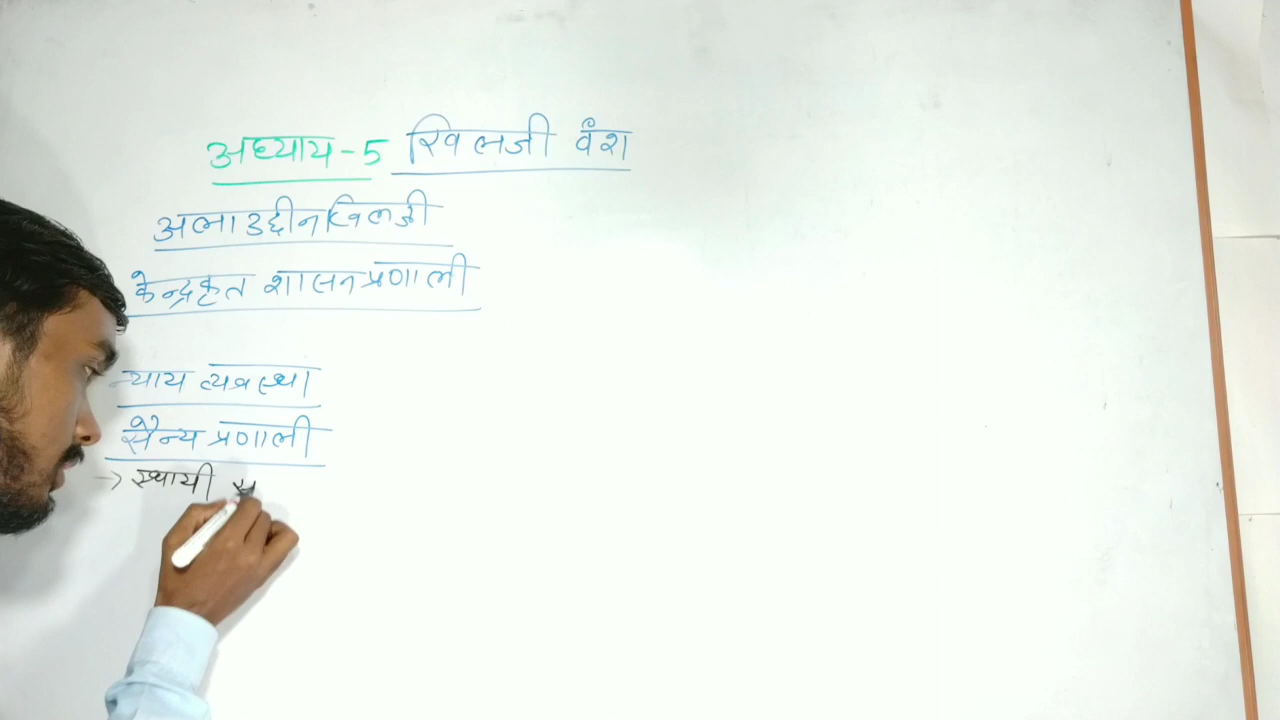 अध्याय-5 खिलजी वंश
अलाउद्दीन खिलजी
केन्द्रकृत शासन प्रणाली
न्याय व्यवस्था
सैन्य प्रणाली
→ स्थायी